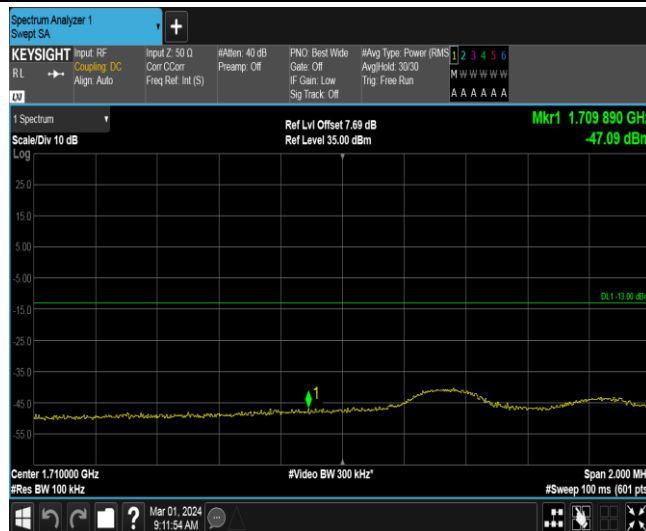 Spectrum Analyzer 1
Swept SA
+
KEYSIGHT
RL
Input: RF
Coupling: DC
Align: Auto
Input Z: 50 Ω
Corr CCorr
Freq Ref: Int (S)
#Atten: 40 dB
Preamp: Off
PNO: Best Wide
Gate: Off
IF Gain: Low
Sig Track: Off
#Avg Type: Power (RMS
Avg|Hold: 30/30
Trig: Free Run
1 2 3 4 5 6
M W W W W W
A A A A A A
1 Spectrum
Scale/Div 10 dB
Log
Ref Lvl Offset 7.69 dB
Ref Level 35.00 dBm
Mkr1 1.709 890 GHz
-47.09 dBm
25.0
15.0
5.00
-5.00
DL1 -13.00 dBm
-15.0
-25.0
-35.0
1
-45.0
-55.0
Center 1.710000 GHz
#Res BW 100 kHz
#Video BW 300 kHz*
Span 2.000 MH
#Sweep 100 ms (601 pts
?
Mar 01, 2024
9:11:54 AM